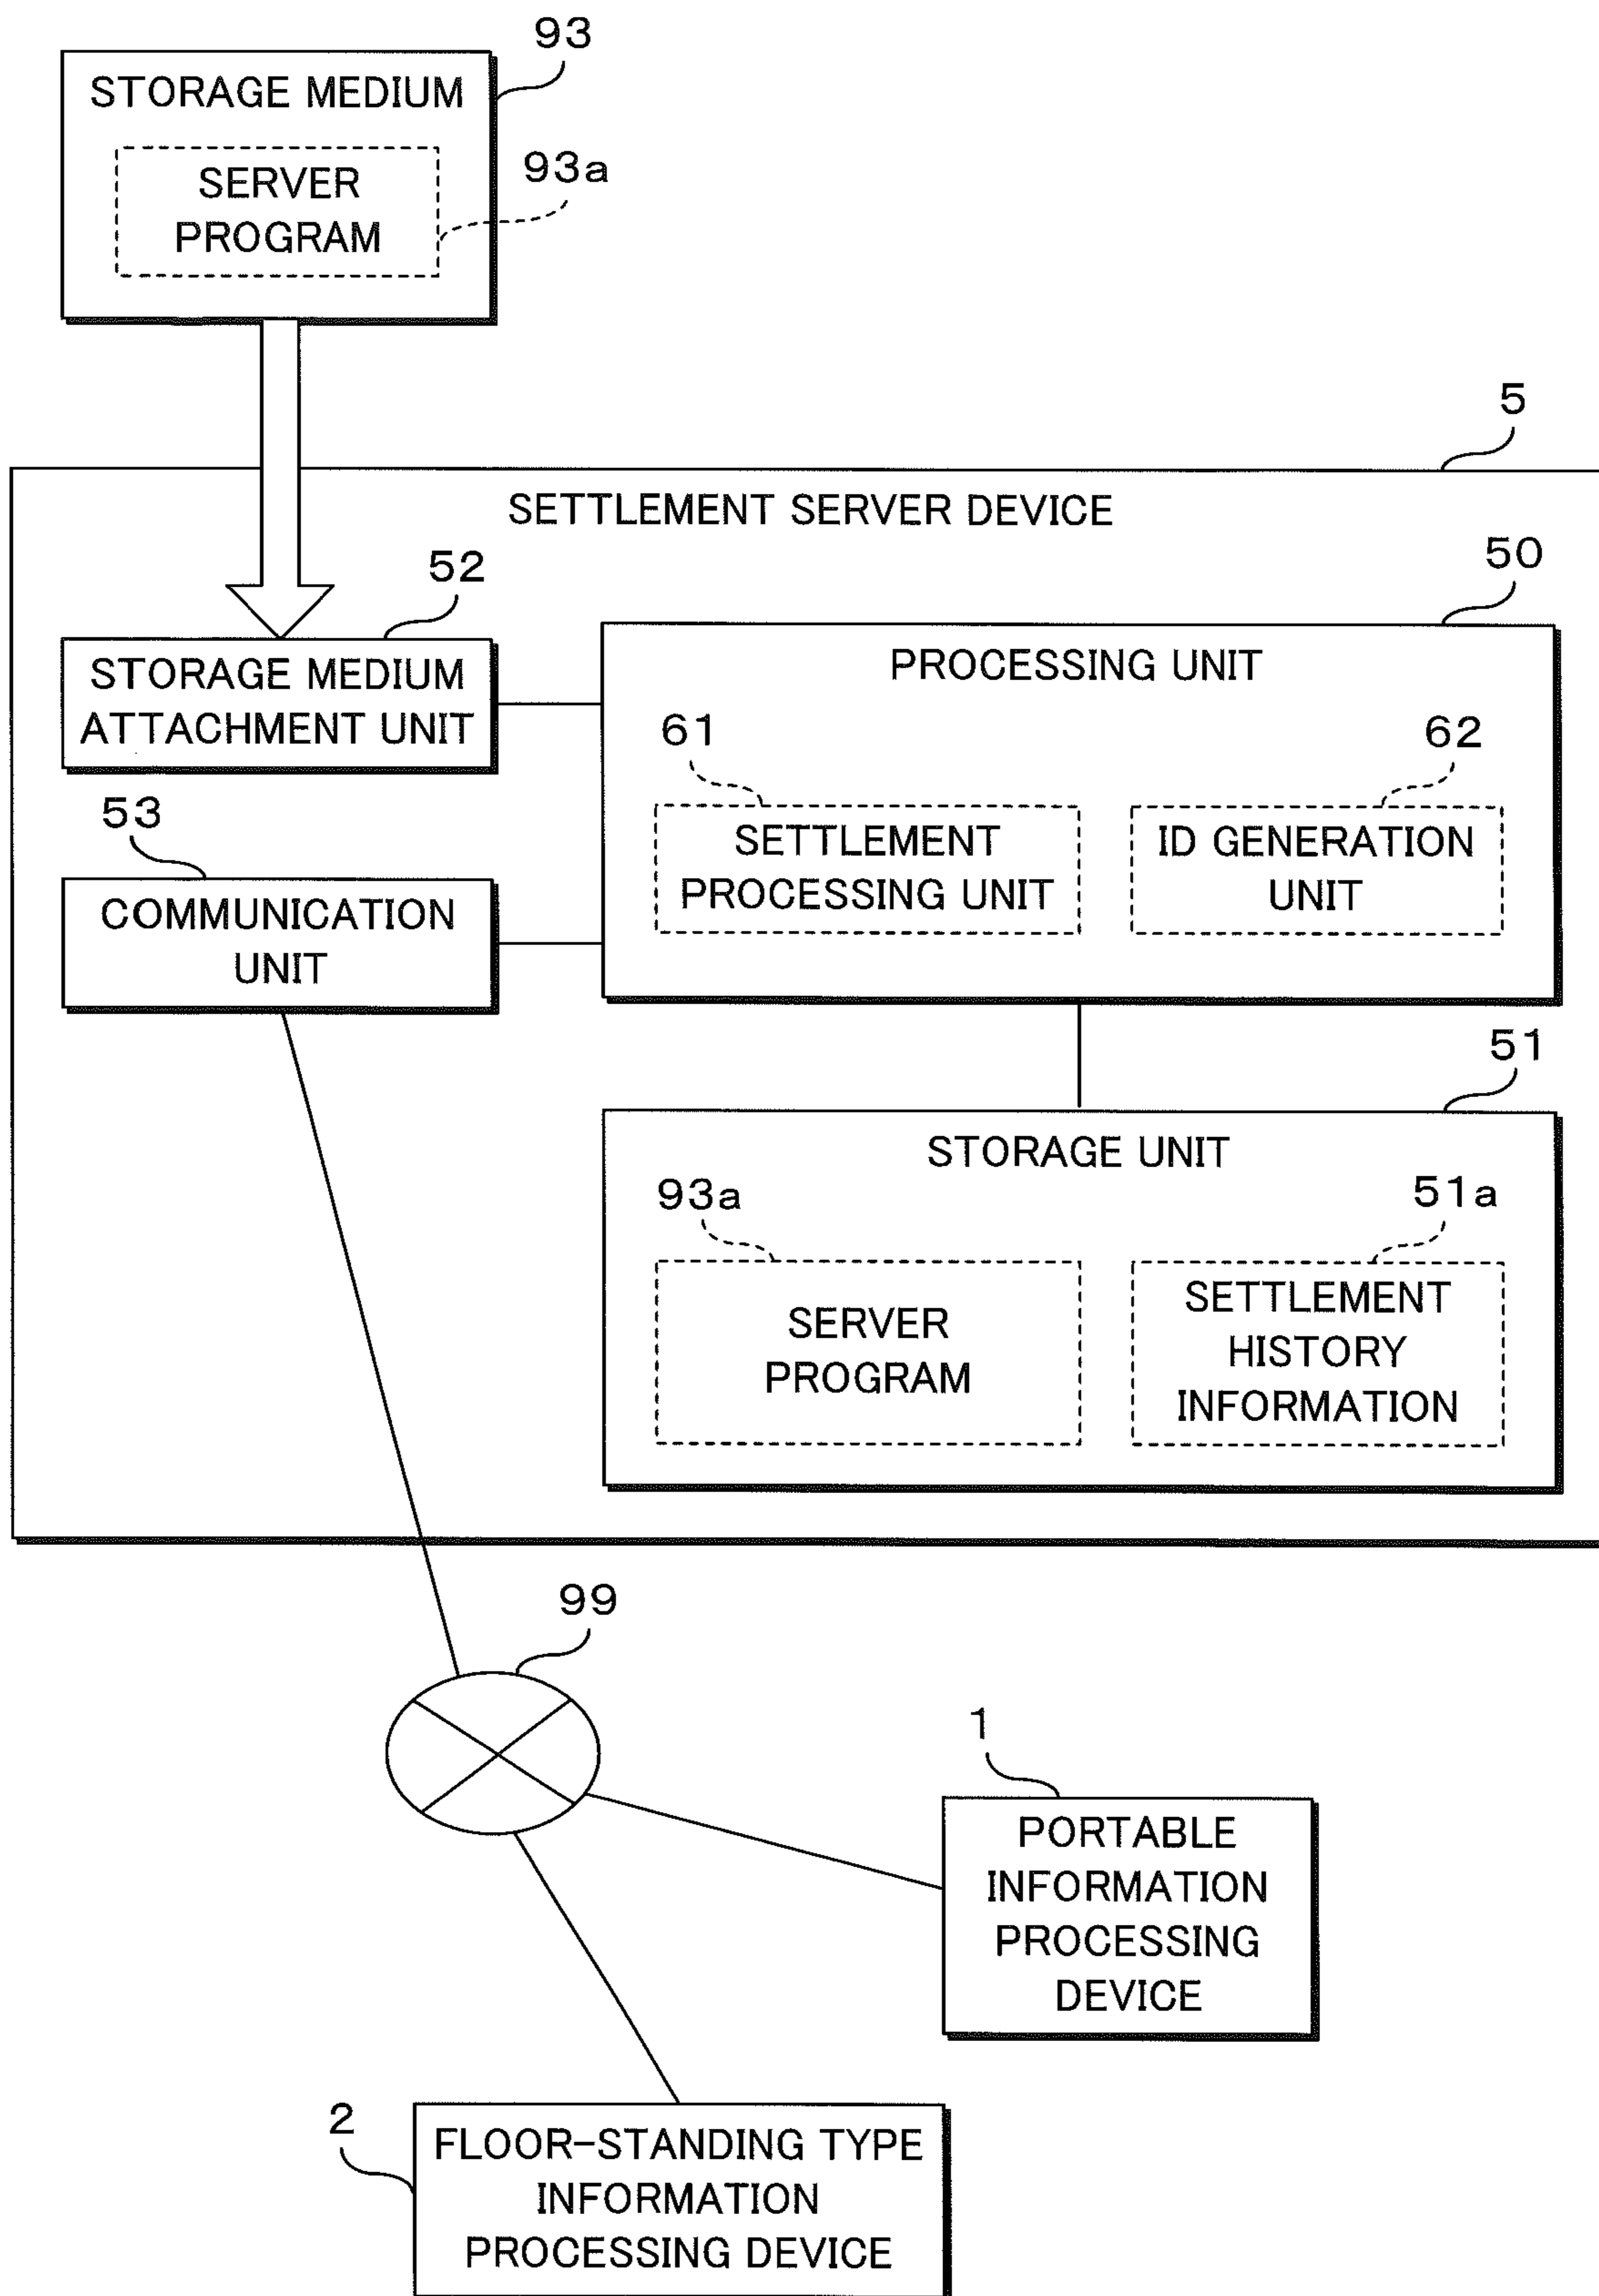 93
STORAGE MEDIUM
93a
SERVER
PROGRAM
5
SETTLEMENT SERVER DEVICE
52
50
STORAGE MEDIUM
ATTACHMENT UNIT
PROCESSING UNIT
61
62
53
SETTLEMENT
PROCESSING UNIT
ID GENERATION
UNIT
COMMUNICATION
UNIT
51
STORAGE UNIT
93a
51a
SERVER
PROGRAM
SETTLEMENT
HISTORY
INFORMATION
99
1
PORTABLE
INFORMATION
PROCESSING
DEVICE
2
FLOOR-STANDING TYPE
INFORMATION
PROCESSING DEVICE